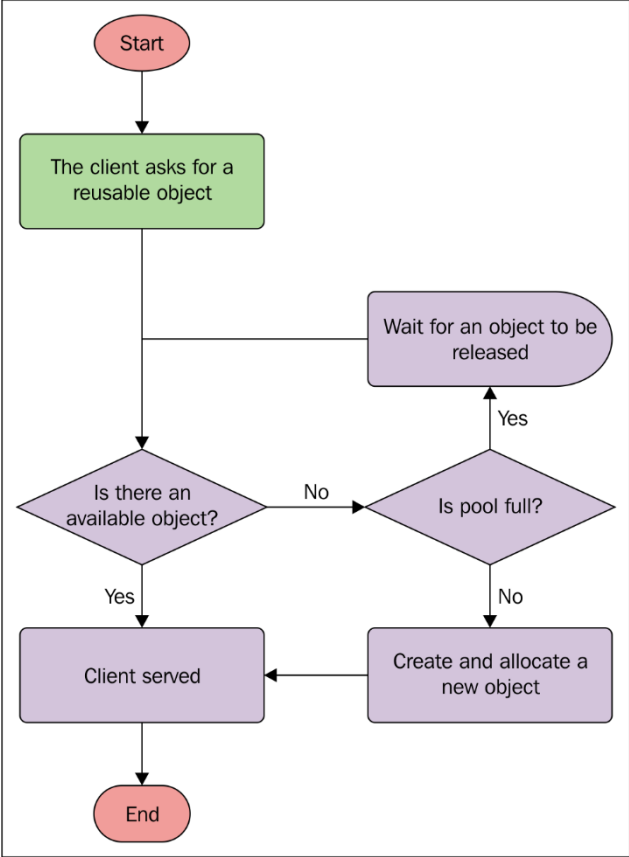 Start
The client asks for a
reusable object
Wait for an object to be
released
Yes
Is there an
available object?
No
Is pool full?
Yes
No
Client served
Create and allocate a
new object
End